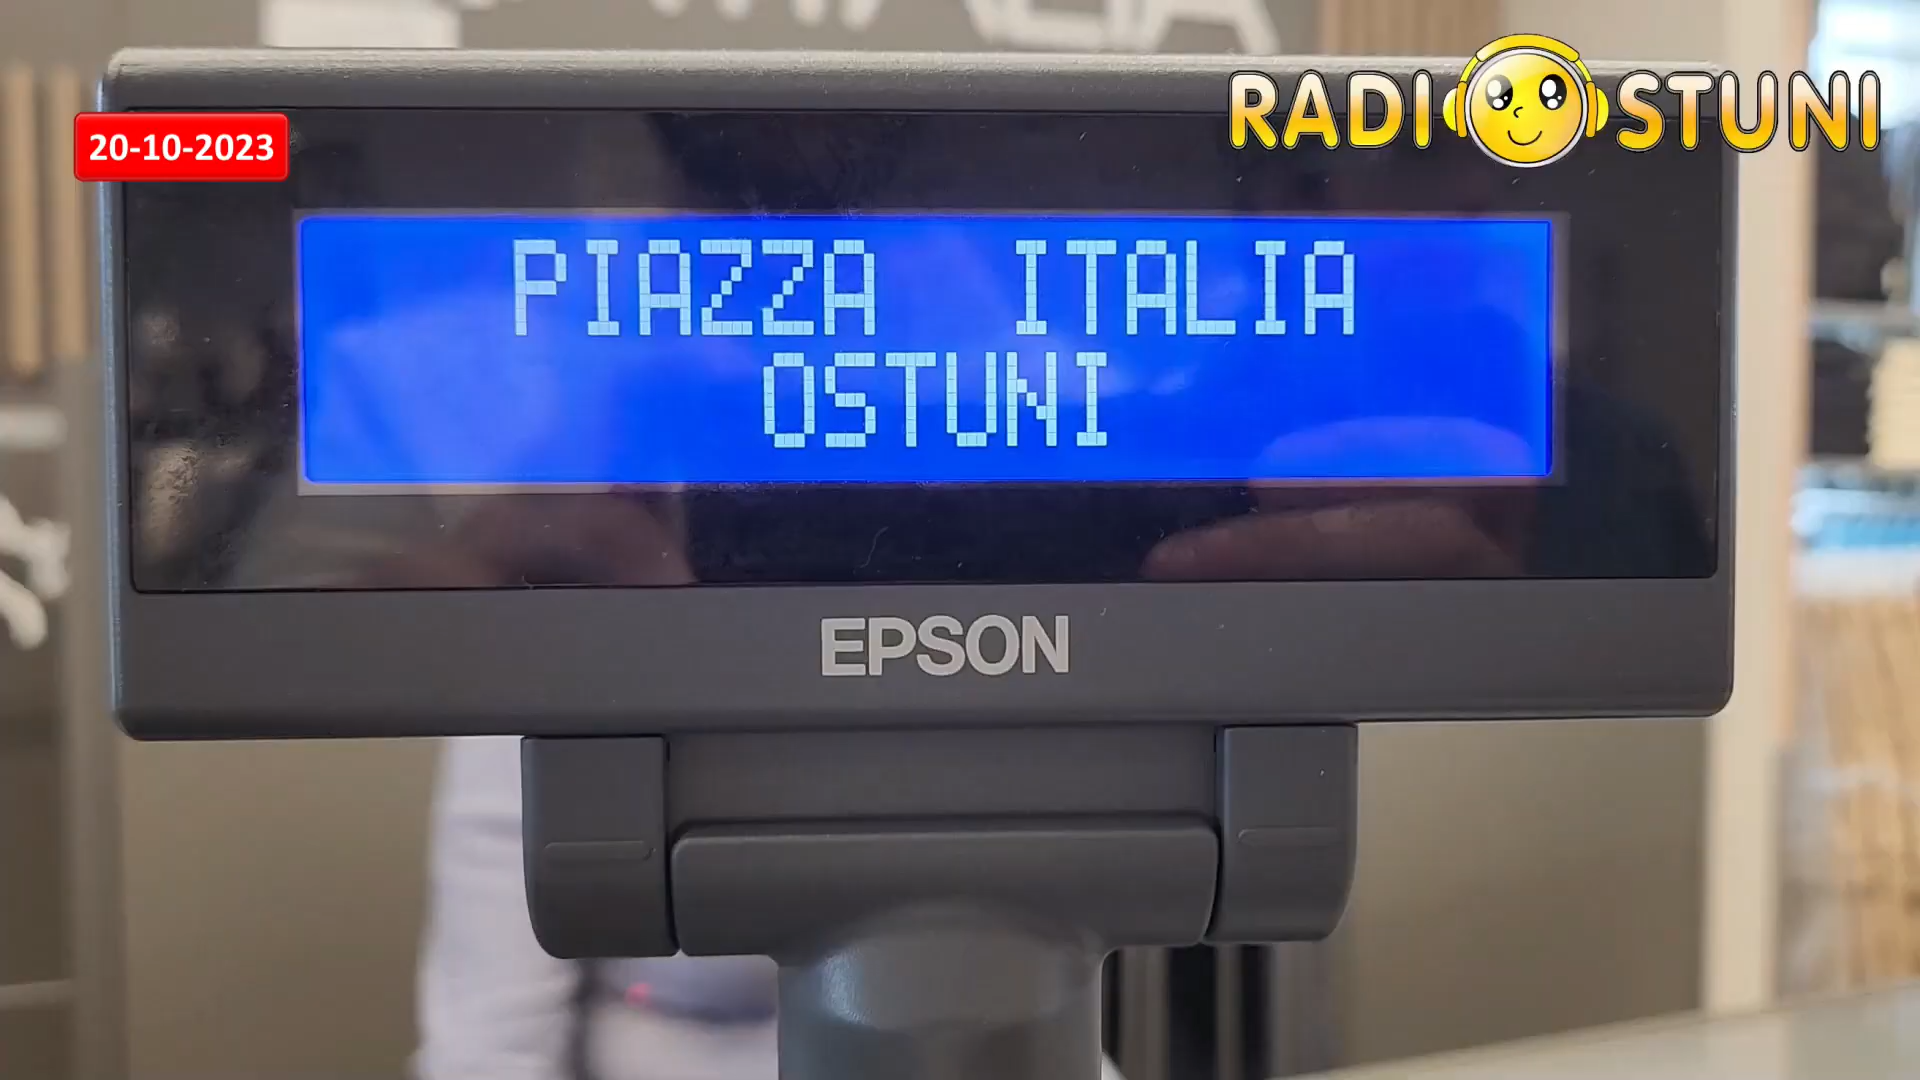 20-10-2023
RADIOSTUNI
PIAZZA ITALIA
OSTUNI
EPSON